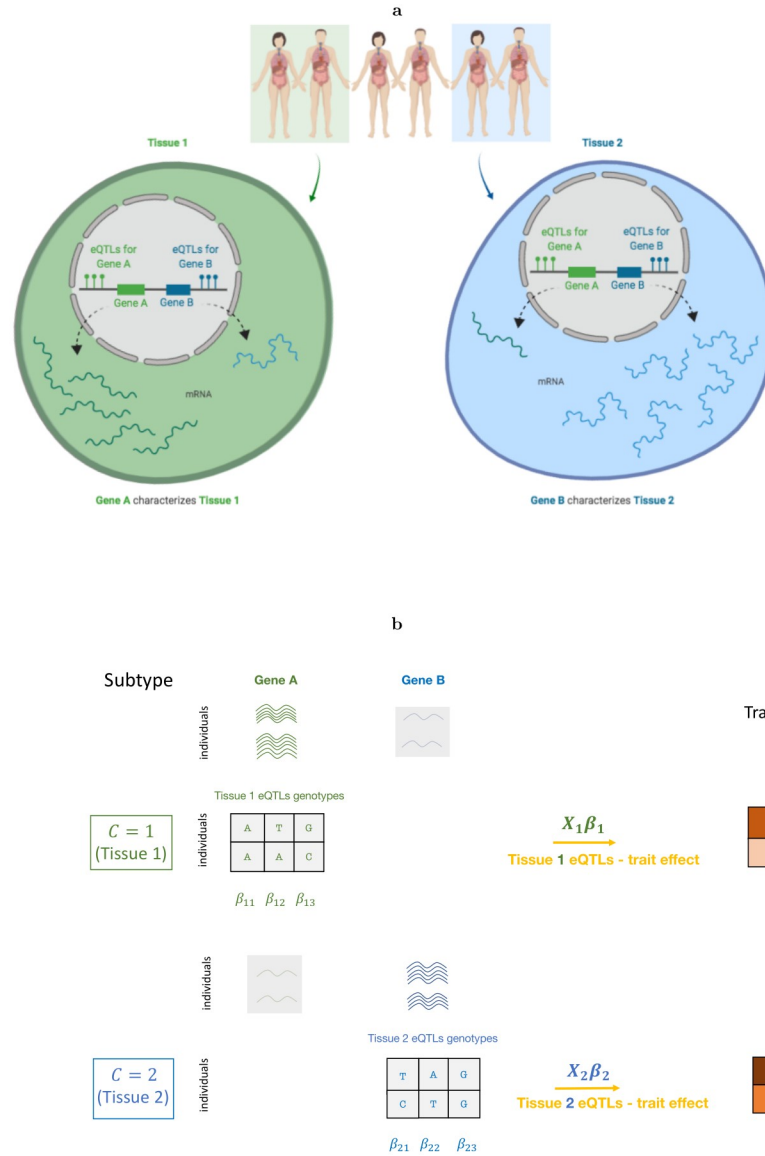 a
Tissue 1
Tissue 2
eQTLs for Gene A
eQTLs for Gene B
Gene A
Gene B
mRNA
eQTLs for Gene A
eQTLs for Gene B
Gene A
Gene B
mRNA
Gene A characterizes Tissue 1
Gene B characterizes Tissue 2
b
Subtype
Gene A
Gene B
individuals
Tra
Tissue 1 eQTLs genotypes
C = 1
(Tissue 1)
individuals
A T G
A A C
X₁β₁
Tissue 1 eQTLs - trait effect
β₁₁ β₁₂ β₁₃
individuals
Tissue 2 eQTLs genotypes
C = 2
(Tissue 2)
individuals
T A G
C T G
X₂β₂
Tissue 2 eQTLs - trait effect
β₂₁ β₂₂ β₂₃